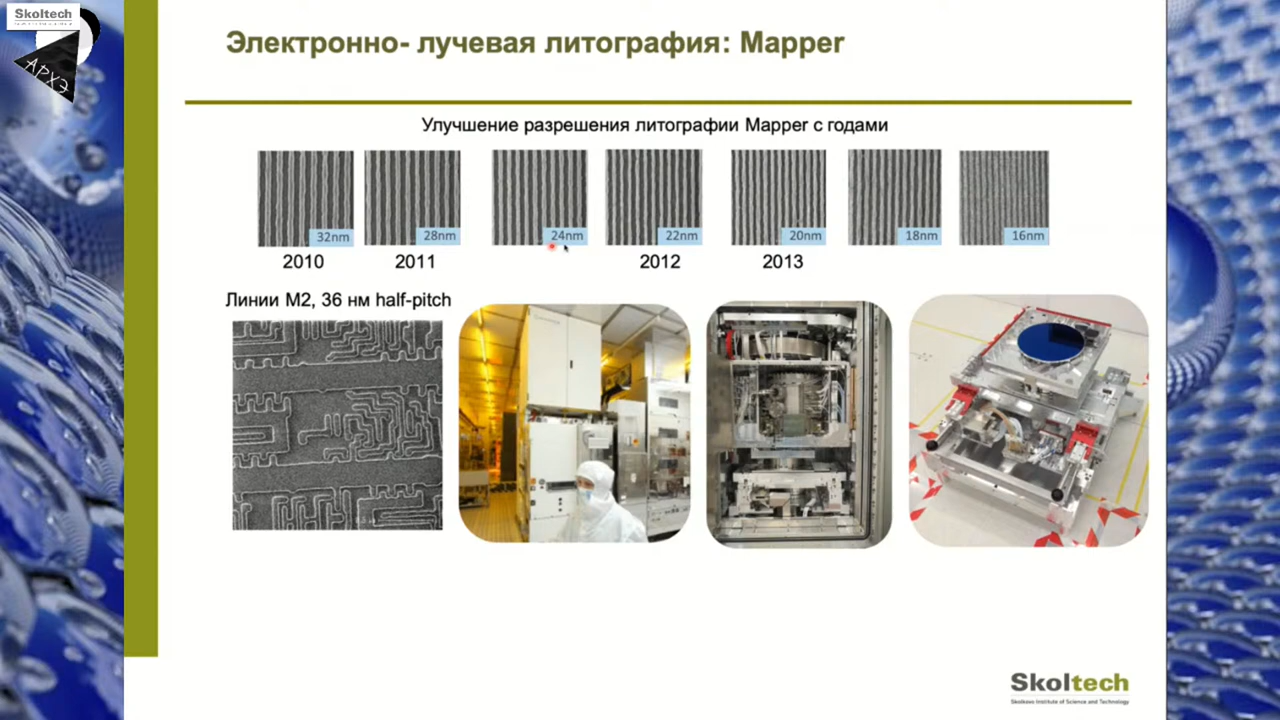 Skoltech
АРХЭ
Электронно- лучевая литография: Mapper
Улучшение разрешения литографии Mapper с годами
32nm 28nm 24nm 22nm 20nm 18nm 16nm
2010 2011 2012 2013
Линии M2, 36 нм half-pitch
Skoltech
Skolkovo Institute of Science and Technology